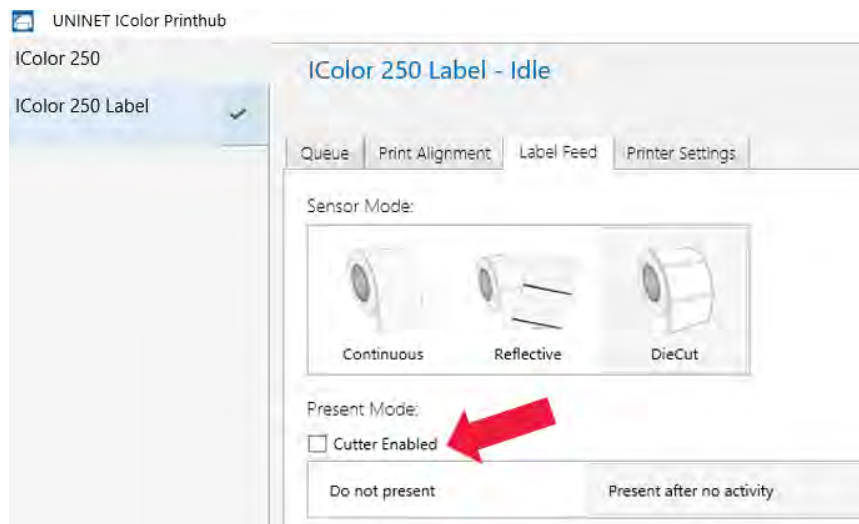 UNINET IColor Printhub
IColor 250
IColor 250 Label
IColor 250 Label - Idle
Queue Print Alignment Label Feed Printer Settings
Sensor Mode:
Continuous Reflective DieCut
Present Mode:
Cutter Enabled
Do not present Present after no activity